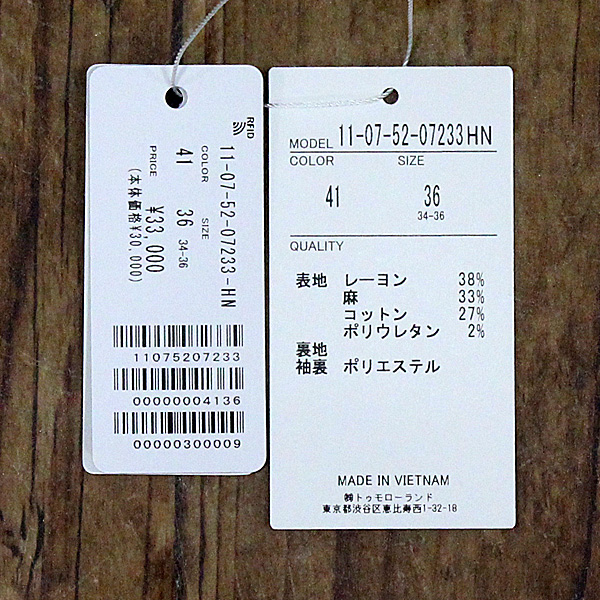 RFID
11-07-52-07233-HN
COLOR SIZE
41 36
34-36
PRICE ¥33,000
(本体価格¥30,000)
11075207233
00000004136
00000300009
MODEL 11-07-52-07233HN
COLOR SIZE
41 36
34-36
QUALITY
表地 レーヨン 38%
麻 33%
コットン 27%
ポリウレタン 2%
裏地
袖裏 ポリエステル
MADE IN VIETNAM
㈱トゥモローランド
東京都渋谷区恵比寿西1-32-18